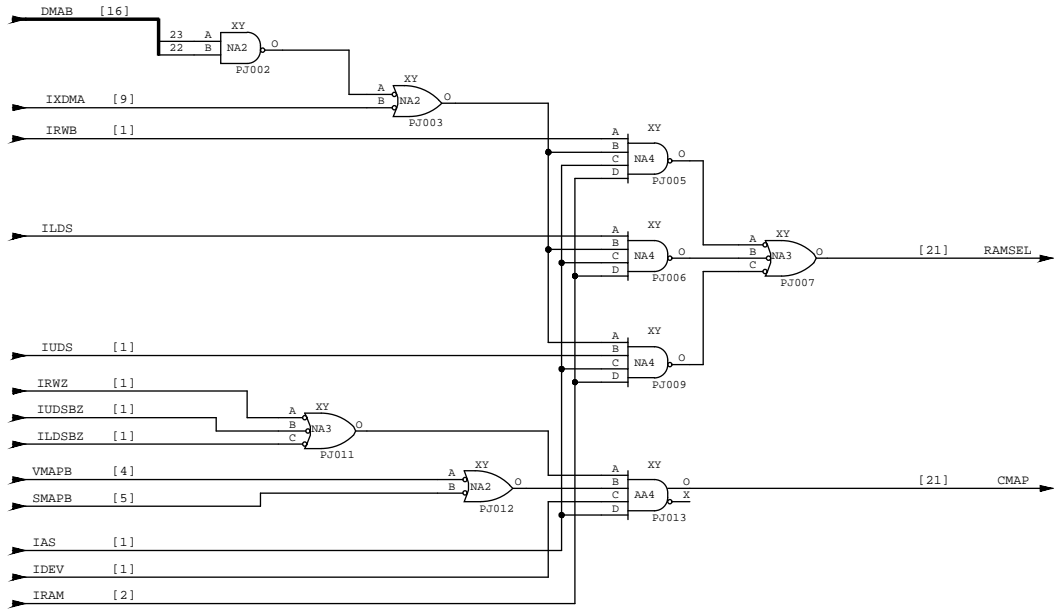 DMAB [16]
XY
23 A
22 B
NA2
O
PJ002
XY
A
B
NA2
O
PJ003
IXDMA [9]
IRWB [1]
XY
A
B
C
D
NA4
O
PJ005
ILDS
XY
A
B
C
D
NA4
O
PJ006
XY
A
B
C
NA3
O
PJ007
[21] RAMSEL
IUDS [1]
XY
A
B
C
D
NA4
O
PJ009
IRWZ [1]
IUDSBZ [1]
ILDSBZ [1]
XY
A
B
C
NA3
O
PJ011
VMAPB [4]
SMAPB [5]
XY
A
B
NA2
O
PJ012
XY
A
B
C
D
AA4
O
X
PJ013
[21] CMAP
IAS [1]
IDEV [1]
IRAM [2]